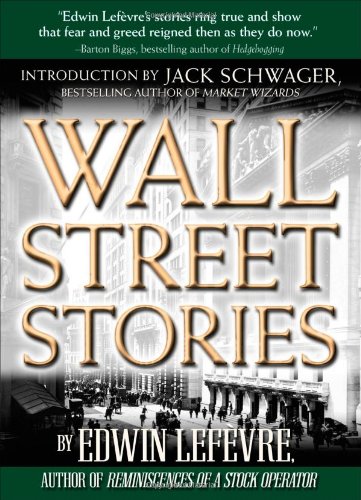 "Edwin Lefèvre's stories ring true and show
that fear and greed reigned then as they do now."
—Barton Biggs, bestselling author of Hedgehogging
INTRODUCTION BY JACK SCHWAGER,
BESTSELLING AUTHOR OF MARKET WIZARDS
WALL
STREET
STORIES
BY EDWIN LEFEVRE,
AUTHOR OF REMINISCENCES OF A STOCK OPERATOR